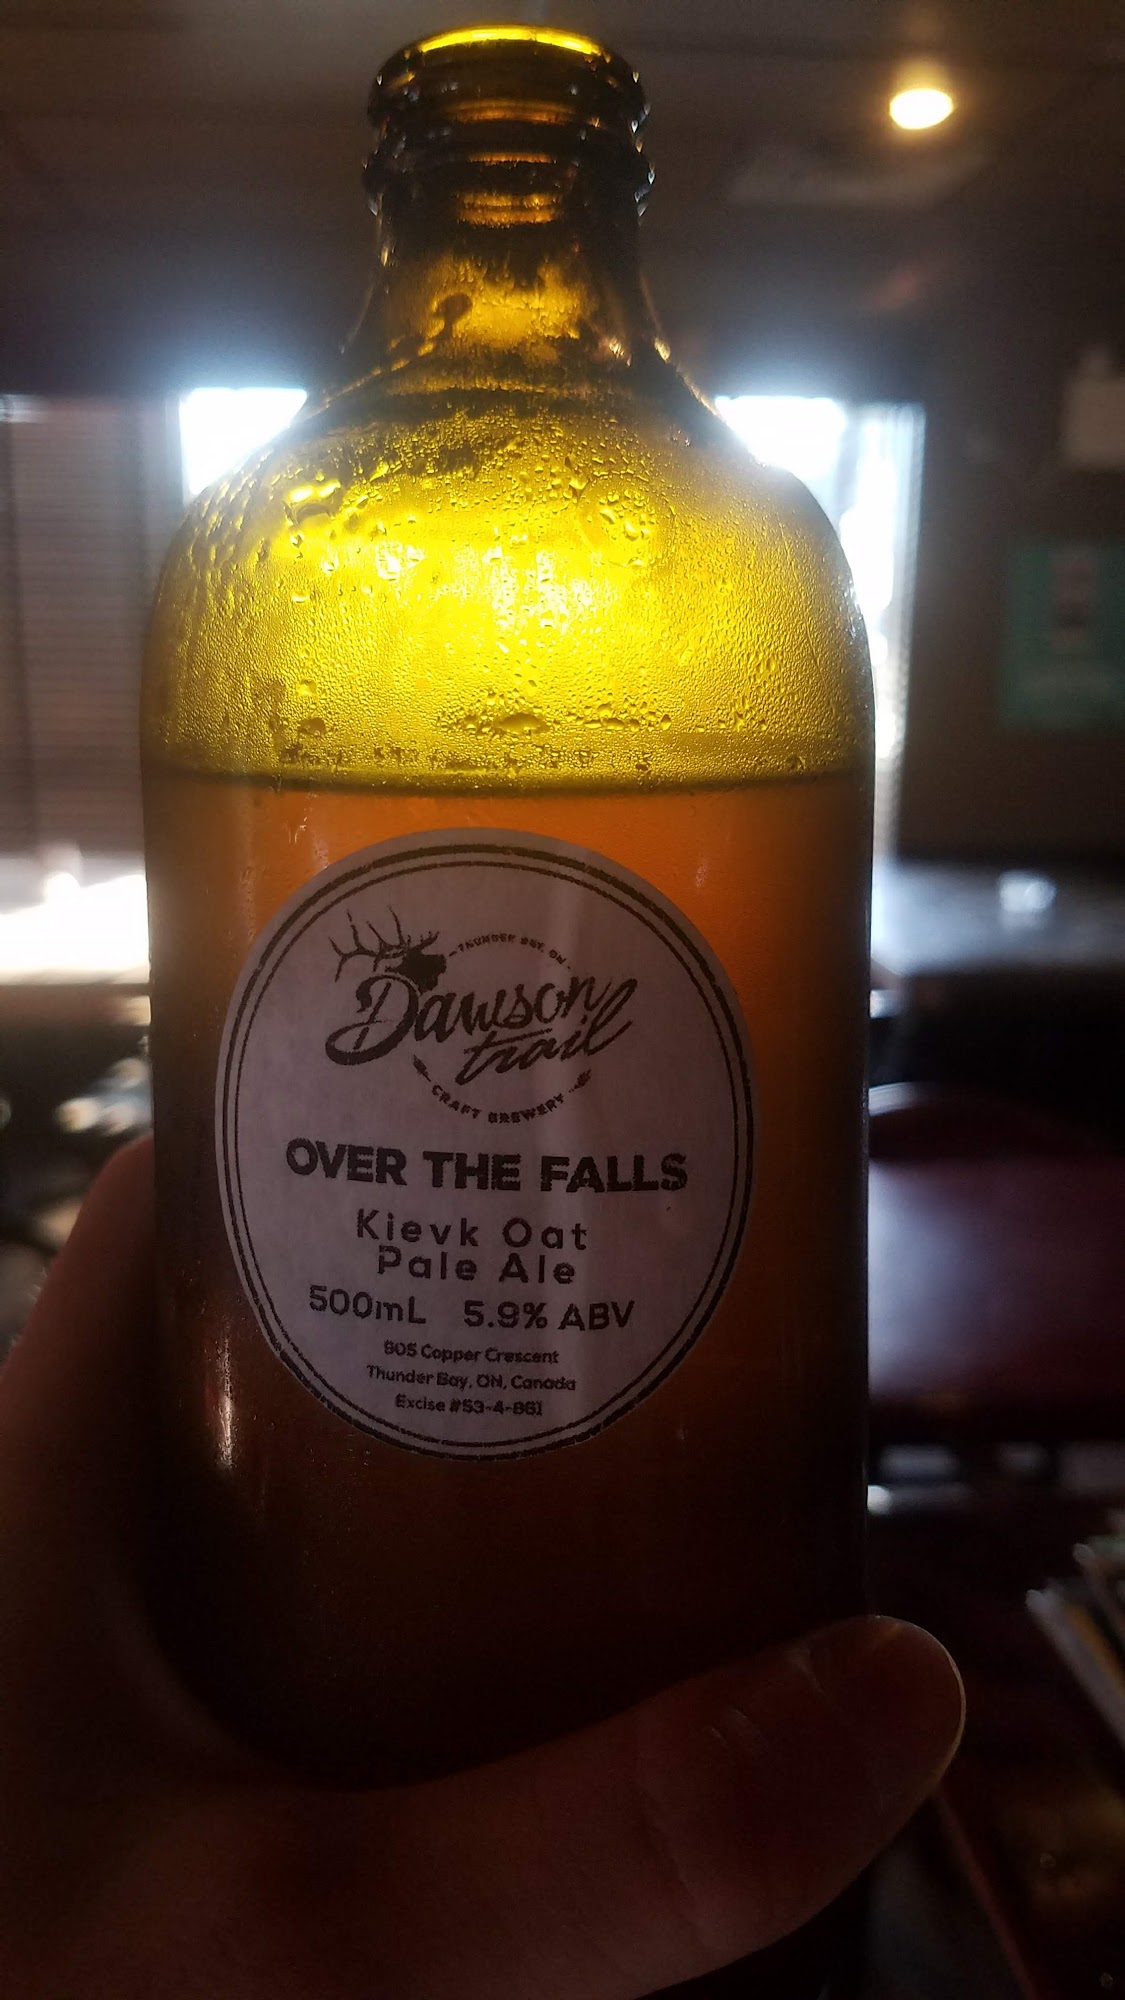 THUNDER BAY, ON
Dawson
trail
CRAFT BREWERY
OVER THE FALLS
Kievk Oat
Pale Ale
500mL 5.9% ABV
905 Copper Crescent
Thunder Bay, ON, Canada
Excise #53-4-861